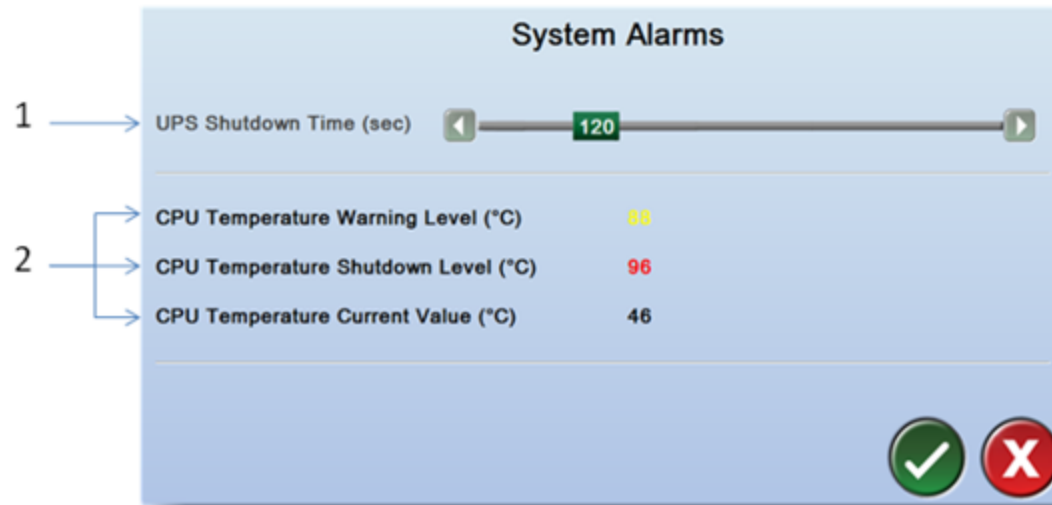 System Alarms
1 UPS Shutdown Time (sec) 120
CPU Temperature Warning Level (°C) 88
2 CPU Temperature Shutdown Level (°C) 96
CPU Temperature Current Value (°C) 46